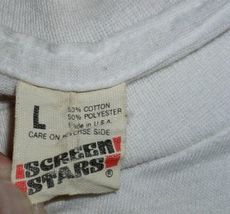 L
50% COTTON
50% POLYESTER
Made in U.S.A.
CARE ON REVERSE SIDE
SCREEN
STARS
®